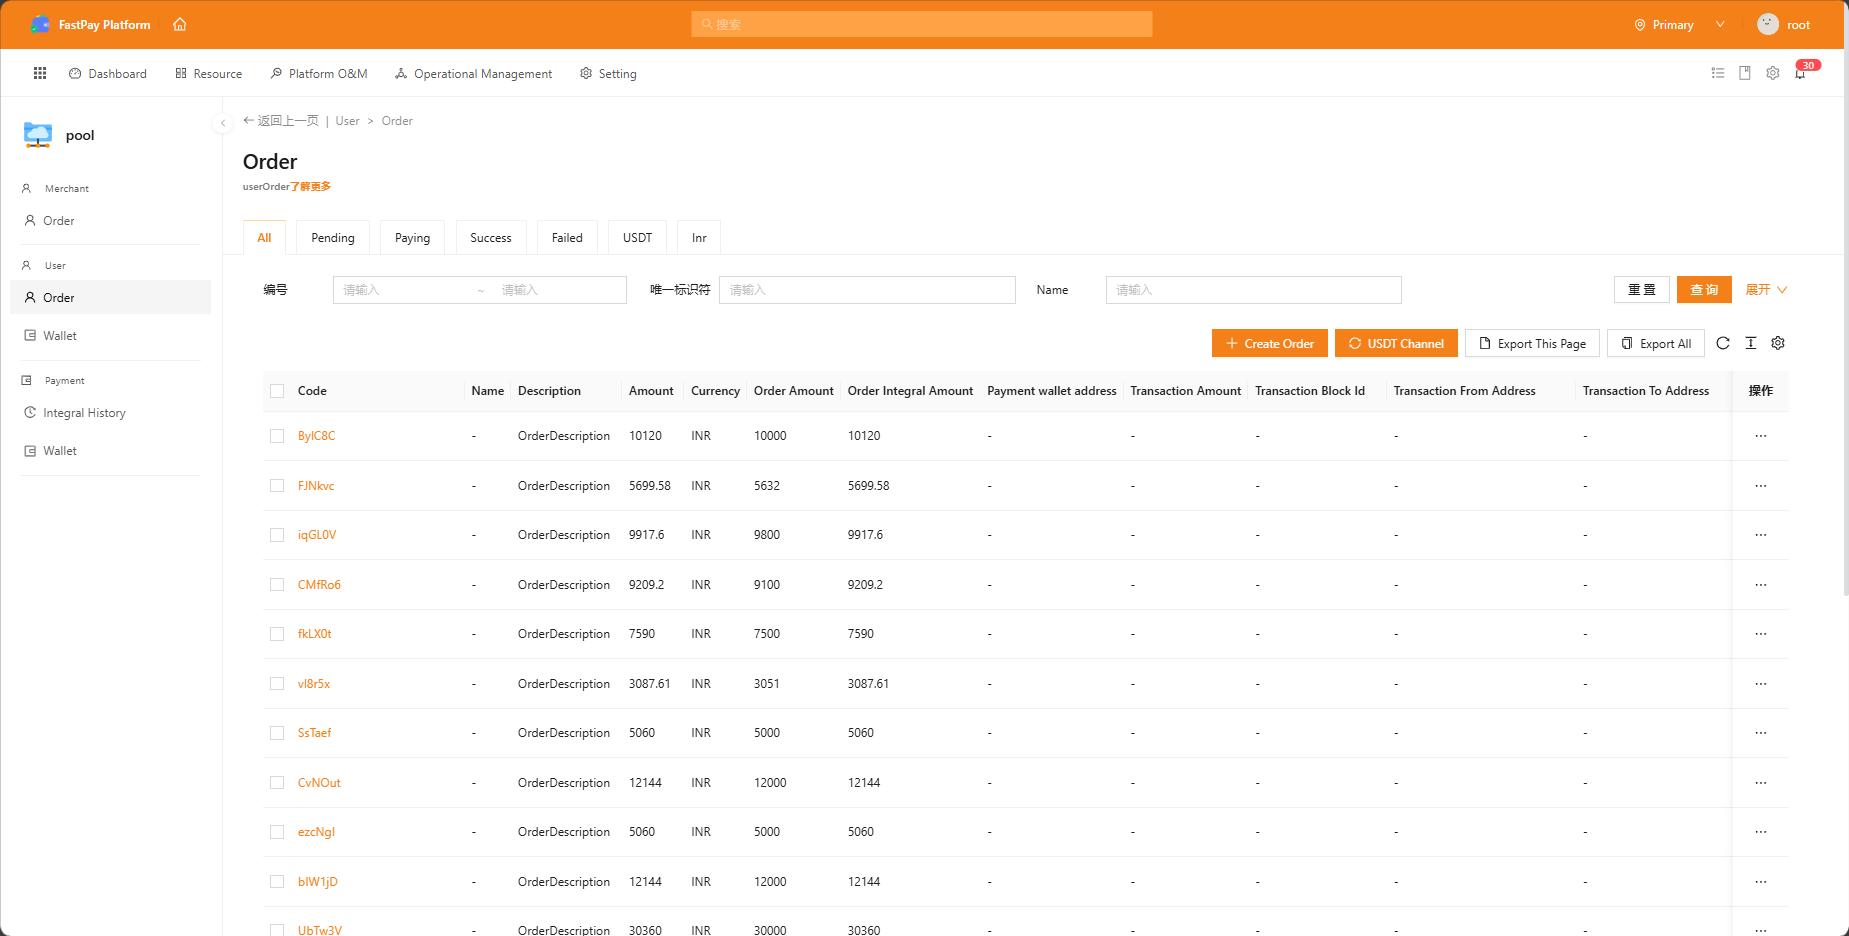 FastPay Platform
搜索
Primary
root
Dashboard
Resource
Platform O&M
Operational Management
Setting
30
pool
Merchant
Order
User
Order
Wallet
Payment
Integral History
Wallet
返回上一页 | User > Order
Order
userOrder了解更多
All
Pending
Paying
Success
Failed
USDT
Inr
编号 请输入 ~ 请输入 唯一标识符 请输入 Name 请输入 重 置 查 询 展开
Create Order USDT Channel Export This Page Export All
Code Name Description Amount Currency Order Amount Order Integral Amount Payment wallet address Transaction Amount Transaction Block Id Transaction From Address Transaction To Address 操作
ByIC8C - OrderDescription 10120 INR 10000 10120 - - - - - ...
FJNkvc - OrderDescription 5699.58 INR 5632 5699.58 - - - - - ...
iqGL0V - OrderDescription 9917.6 INR 9800 9917.6 - - - - - ...
CMfRo6 - OrderDescription 9209.2 INR 9100 9209.2 - - - - - ...
fkLX0t - OrderDescription 7590 INR 7500 7590 - - - - - ...
vl8r5x - OrderDescription 3087.61 INR 3051 3087.61 - - - - - ...
SsTaef - OrderDescription 5060 INR 5000 5060 - - - - - ...
CvNOut - OrderDescription 12144 INR 12000 12144 - - - - - ...
ezcNgI - OrderDescription 5060 INR 5000 5060 - - - - - ...
bIW1jD - OrderDescription 12144 INR 12000 12144 - - - - - ...
UbTw3V - OrderDescription 30360 INR 30000 30360 - - - - - ...